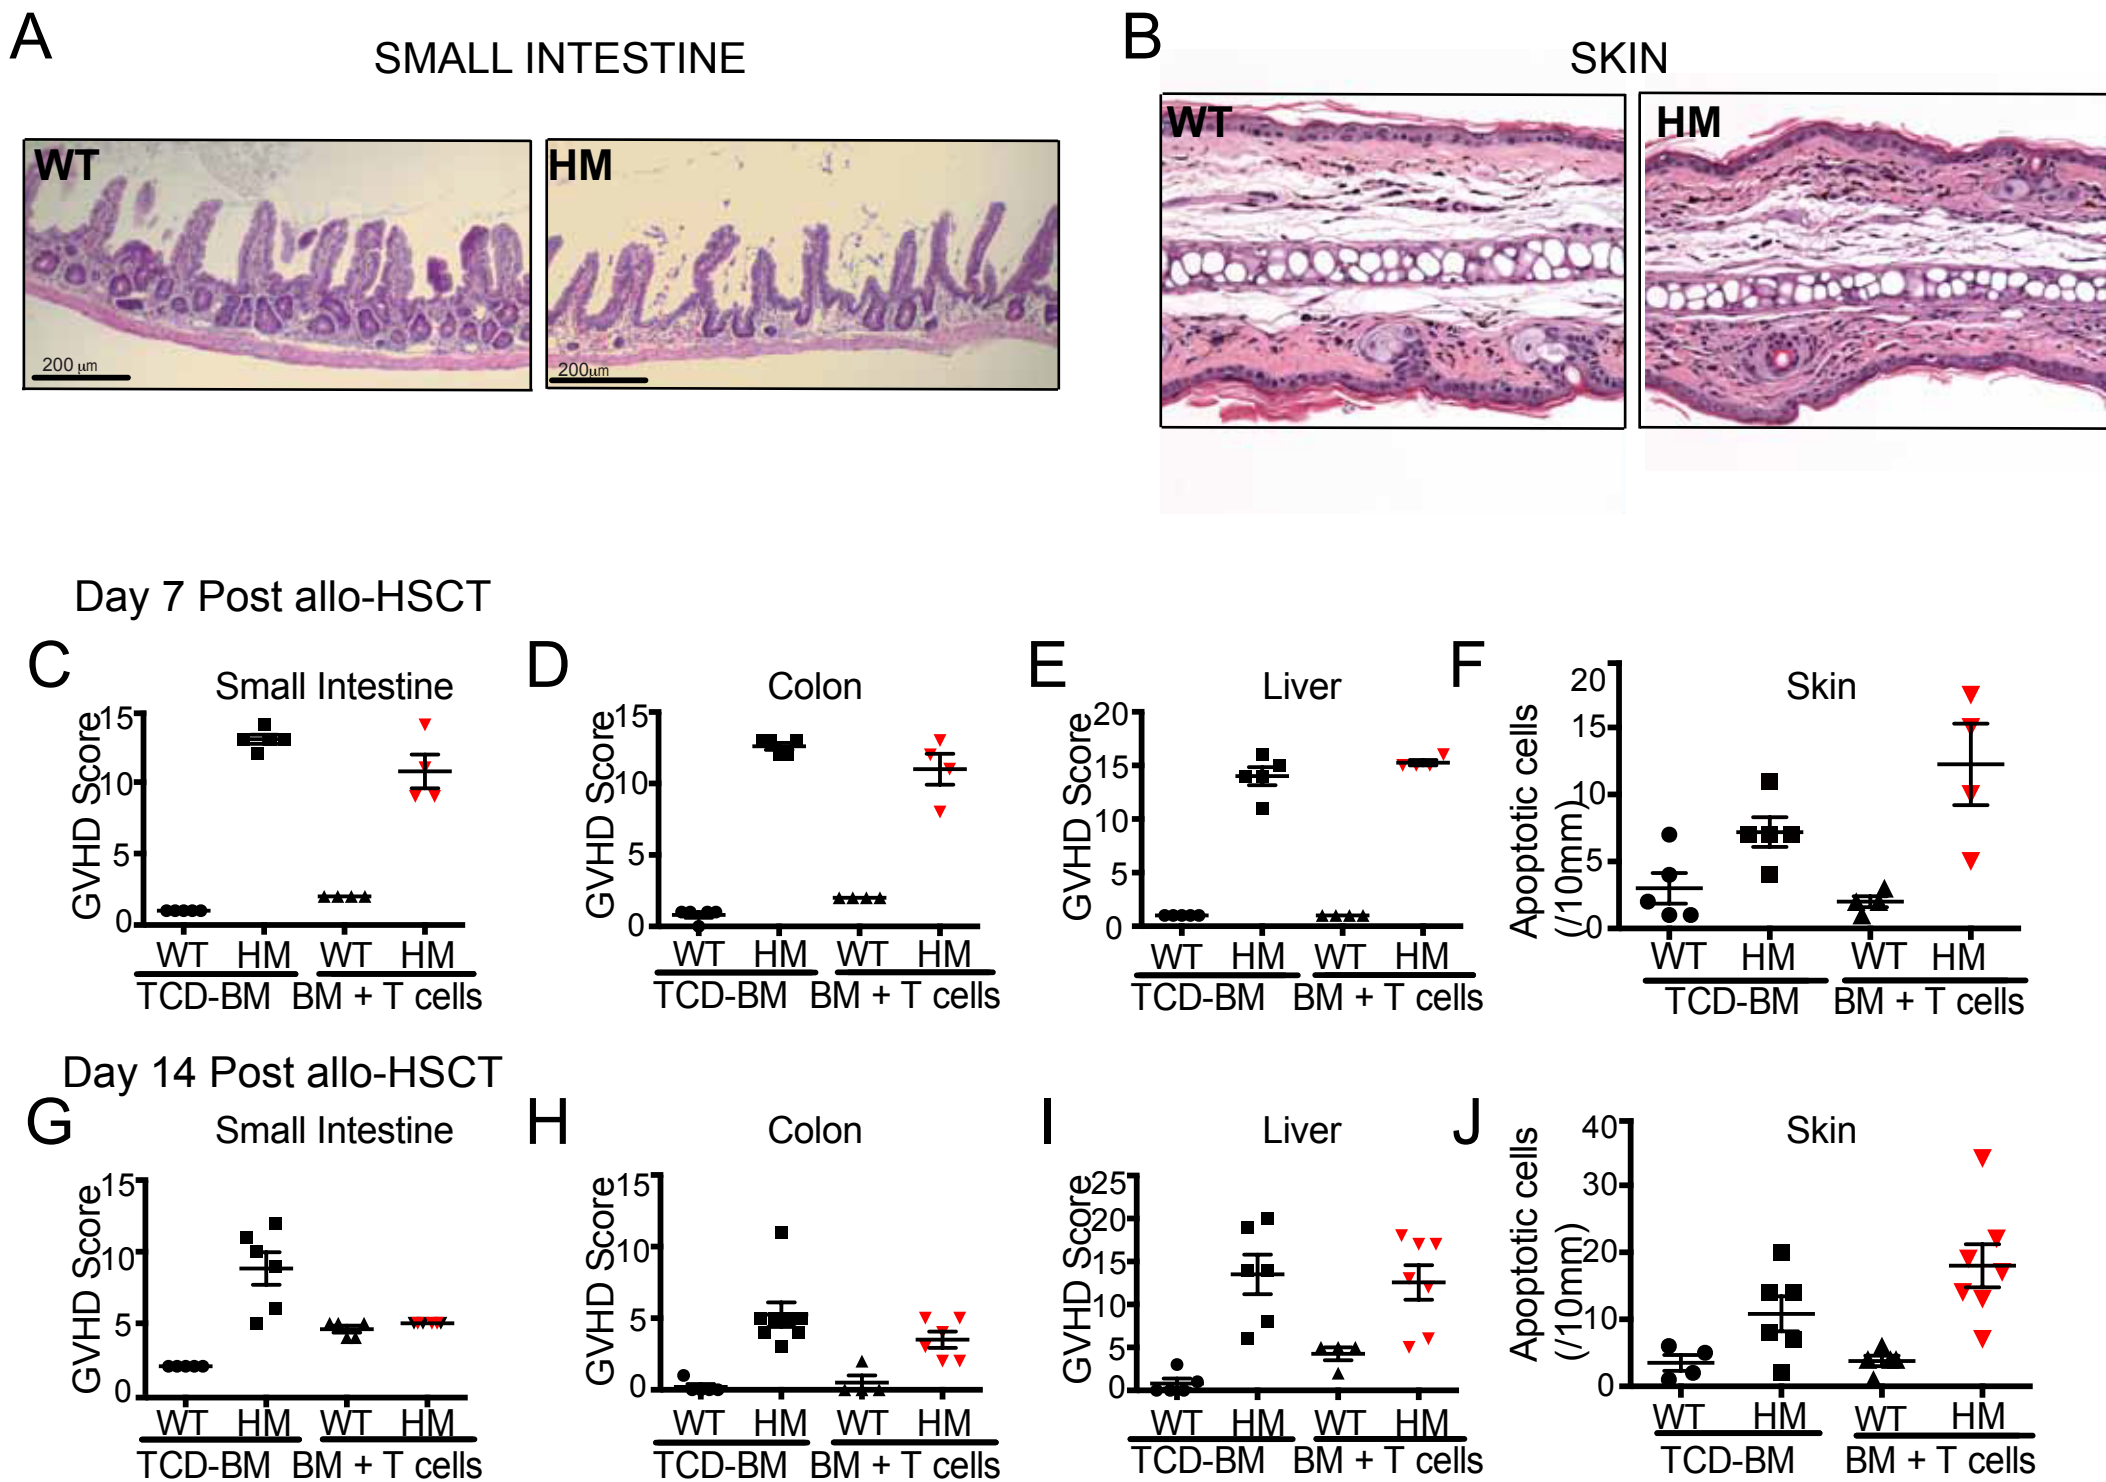 A
SMALL INTESTINE
B
SKIN
WT
HM
WT
HM
200 μm
200μm
Day 7 Post allo-HSCT
C
Small Intestine
GVHD Score
15
10
5
0
WT HM WT HM
TCD-BM BM + T cells
D
Colon
GVHD Score
15
10
5
0
WT HM WT HM
TCD-BM BM + T cells
E
Liver
GVHD Score
20
15
10
5
0
WT HM WT HM
TCD-BM BM + T cells
F
Skin
Apoptotic cells
(/10mm)
20
15
10
5
0
WT HM WT HM
TCD-BM BM + T cells
Day 14 Post allo-HSCT
G
Small Intestine
GVHD Score
15
10
5
0
WT HM WT HM
TCD-BM BM + T cells
H
Colon
GVHD Score
15
10
5
0
WT HM WT HM
TCD-BM BM + T cells
I
Liver
GVHD Score
25
20
15
10
5
0
WT HM WT HM
TCD-BM BM + T cells
J
Skin
Apoptotic cells
(/10mm)
40
30
20
10
0
WT HM WT HM
TCD-BM BM + T cells